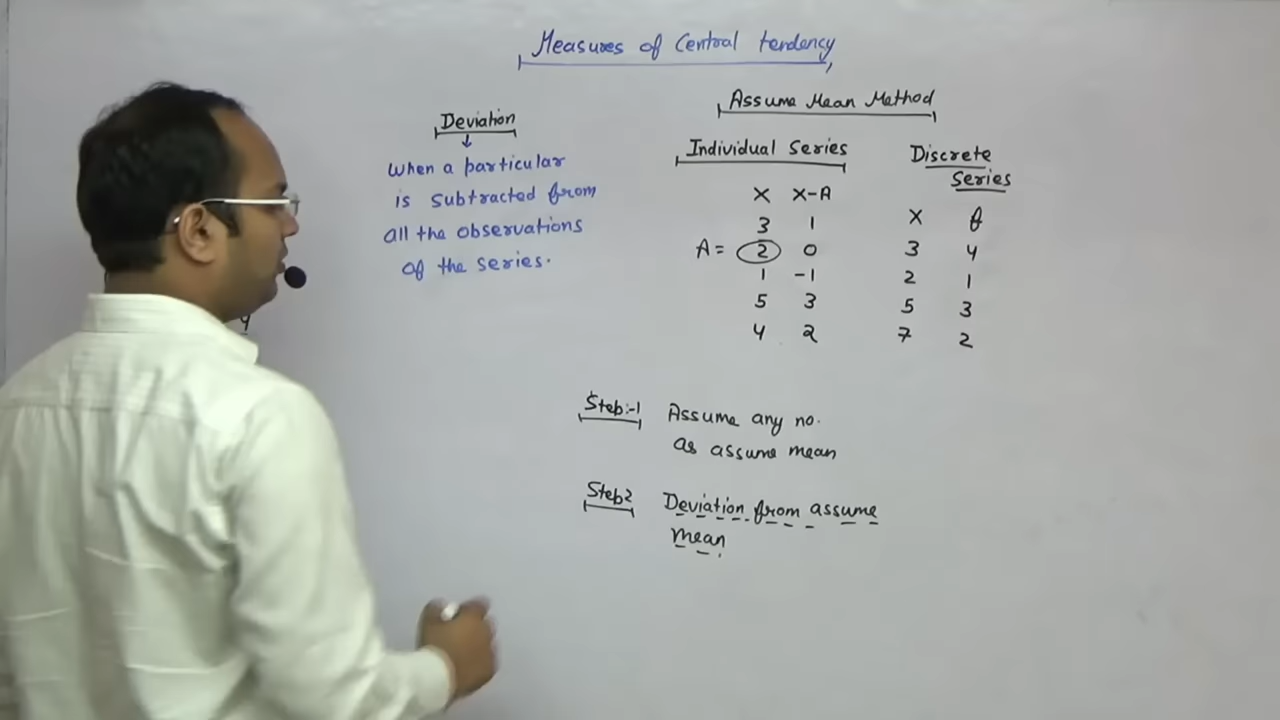 Measures of Central tendency
Deviation
↓
When a particular
is subtracted from
all the observations
of the series.
Assume Mean Method
Individual Series
X X-A
3 1
A = 2 0
1 -1
5 3
4 2
Discrete
Series
X f
3 4
2 1
5 3
7 2
Step:-1 Assume any no.
as assume mean
Step2 Deviation from assume
mean